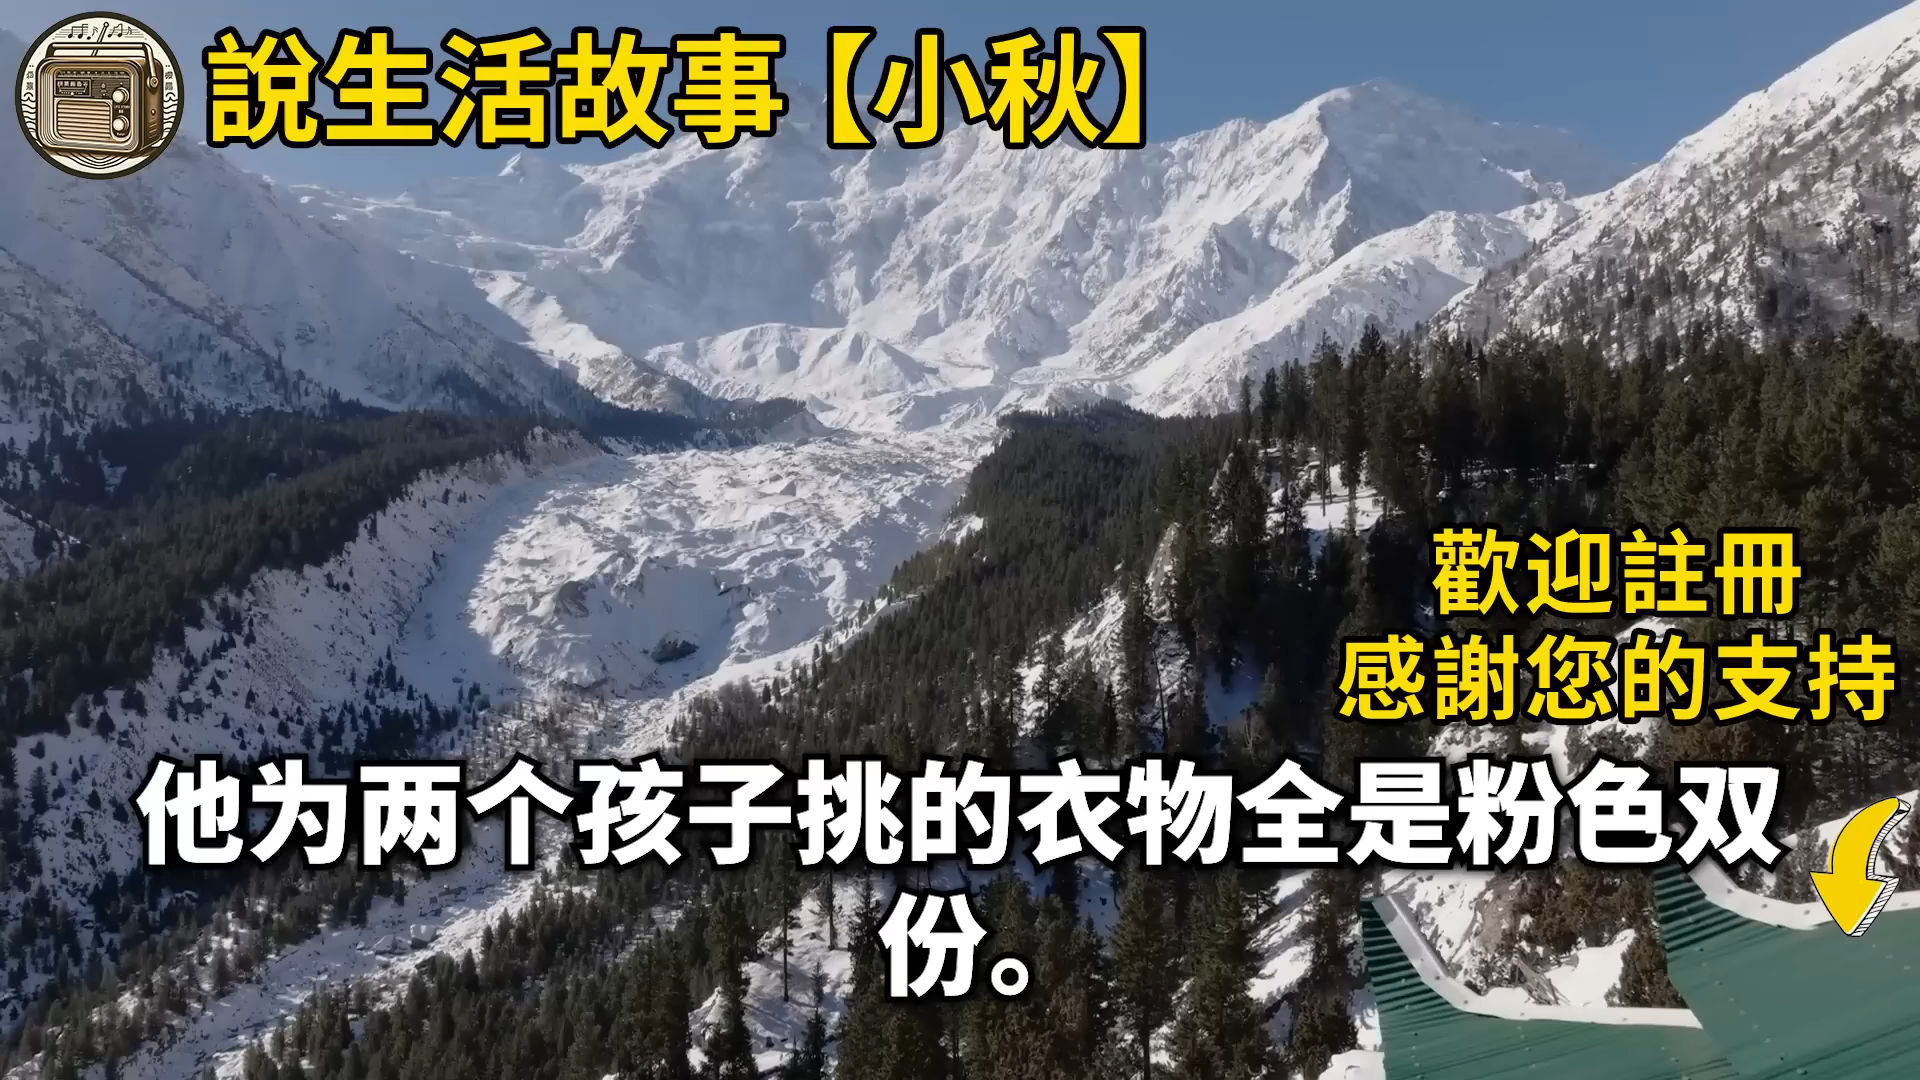 說生活故事【小秋】
歡迎註冊
感謝您的支持
他为两个孩子挑的衣物全是粉色双
份。